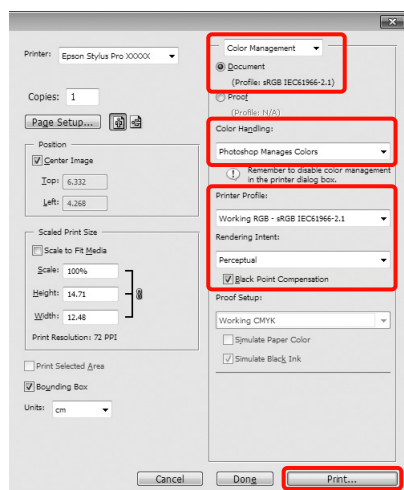 Printer: Epson Stylus Pro XXXXX
Copies: 1
Page Setup...
Position
Center Image
Top: 6.332
Left: 4.268
Scaled Print Size
Scale to Fit Media
Scale: 100%
Height: 14.71
Width: 12.48
Print Resolution: 72 PPI
Print Selected Area
Bounding Box
Units: cm
Color Management
Document
(Profile: sRGB IEC61966-2.1)
Proof
(Profile: N/A)
Color Handling:
Photoshop Manages Colors
Remember to disable color management
in the printer dialog box.
Printer Profile:
Working RGB - sRGB IEC61966-2.1
Rendering Intent:
Perceptual
Black Point Compensation
Proof Setup:
Working CMYK
Simulate Paper Color
Simulate Black Ink
Cancel
Done
Print...